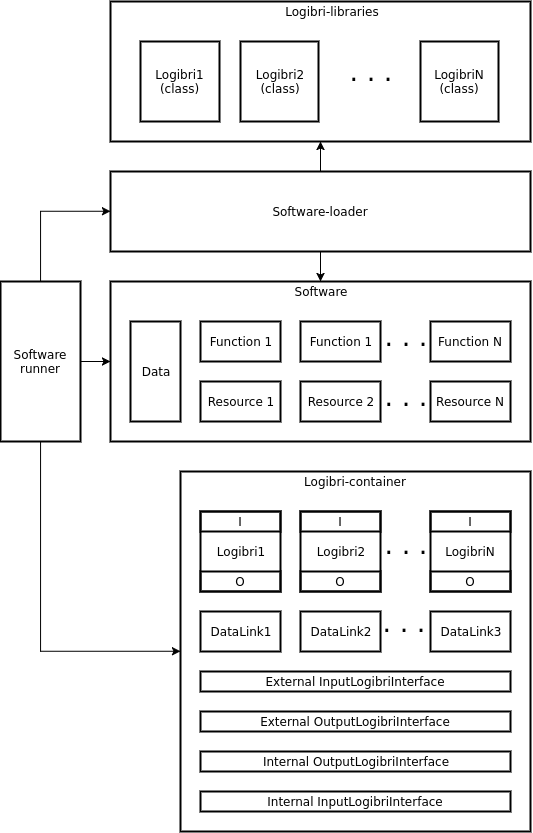 Logibri-libraries
Logibri1
(class)
Logibri2
(class)
. . .
LogibriN
(class)
Software-loader
Software
runner
Software
Data
Function 1
Function 1
. . .
Function N
Resource 1
Resource 2
. . .
Resource N
Logibri-container
I
I
I
Logibri1
Logibri2
. . .
LogibriN
O
O
O
DataLink1
DataLink2
. . .
DataLink3
External InputLogibriInterface
External OutputLogibriInterface
Internal OutputLogibriInterface
Internal InputLogibriInterface